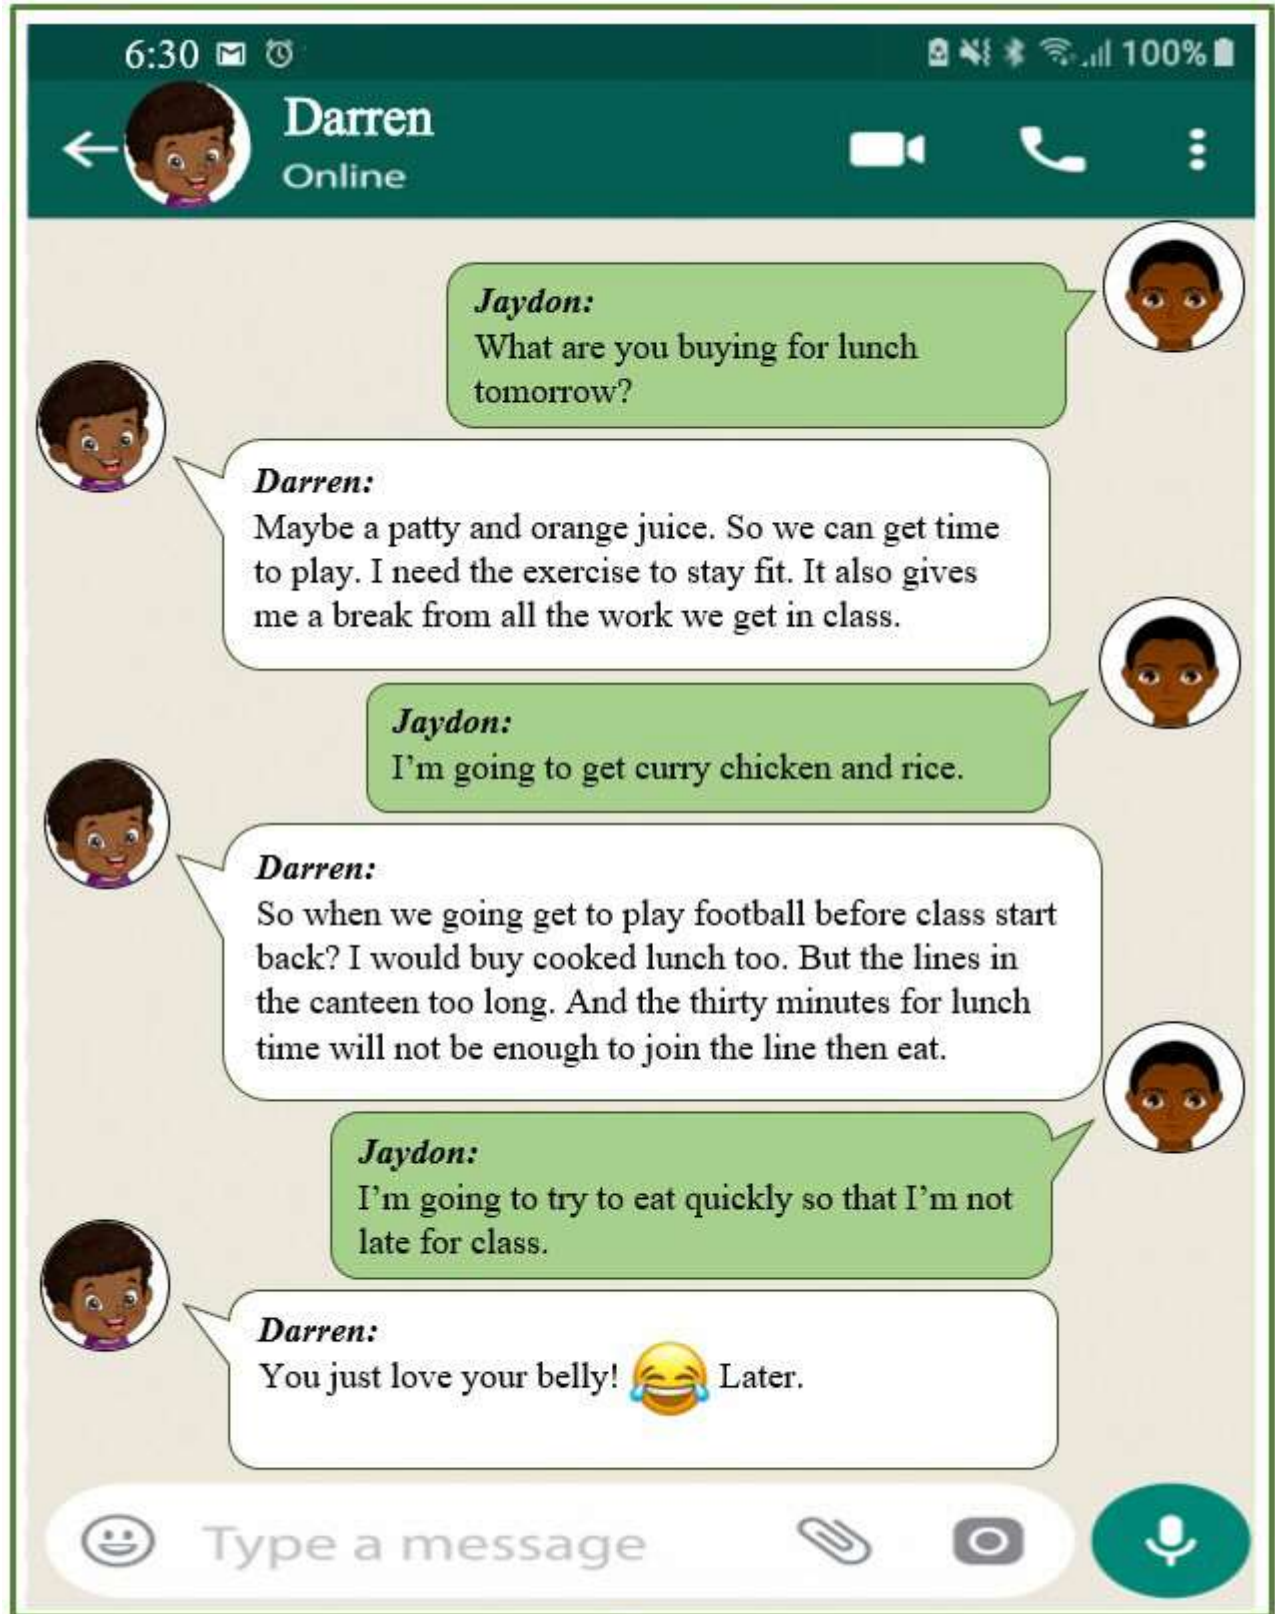 6:30 100%
Darren
Online
Jaydon:
What are you buying for lunch
tomorrow?
Darren:
Maybe a patty and orange juice. So we can get time
to play. I need the exercise to stay fit. It also gives
me a break from all the work we get in class.
Jaydon:
I’m going to get curry chicken and rice.
Darren:
So when we going get to play football before class start
back? I would buy cooked lunch too. But the lines in
the canteen too long. And the thirty minutes for lunch
time will not be enough to join the line then eat.
Jaydon:
I’m going to try to eat quickly so that I’m not
late for class.
Darren:
You just love your belly! 😂 Later.
Type a message